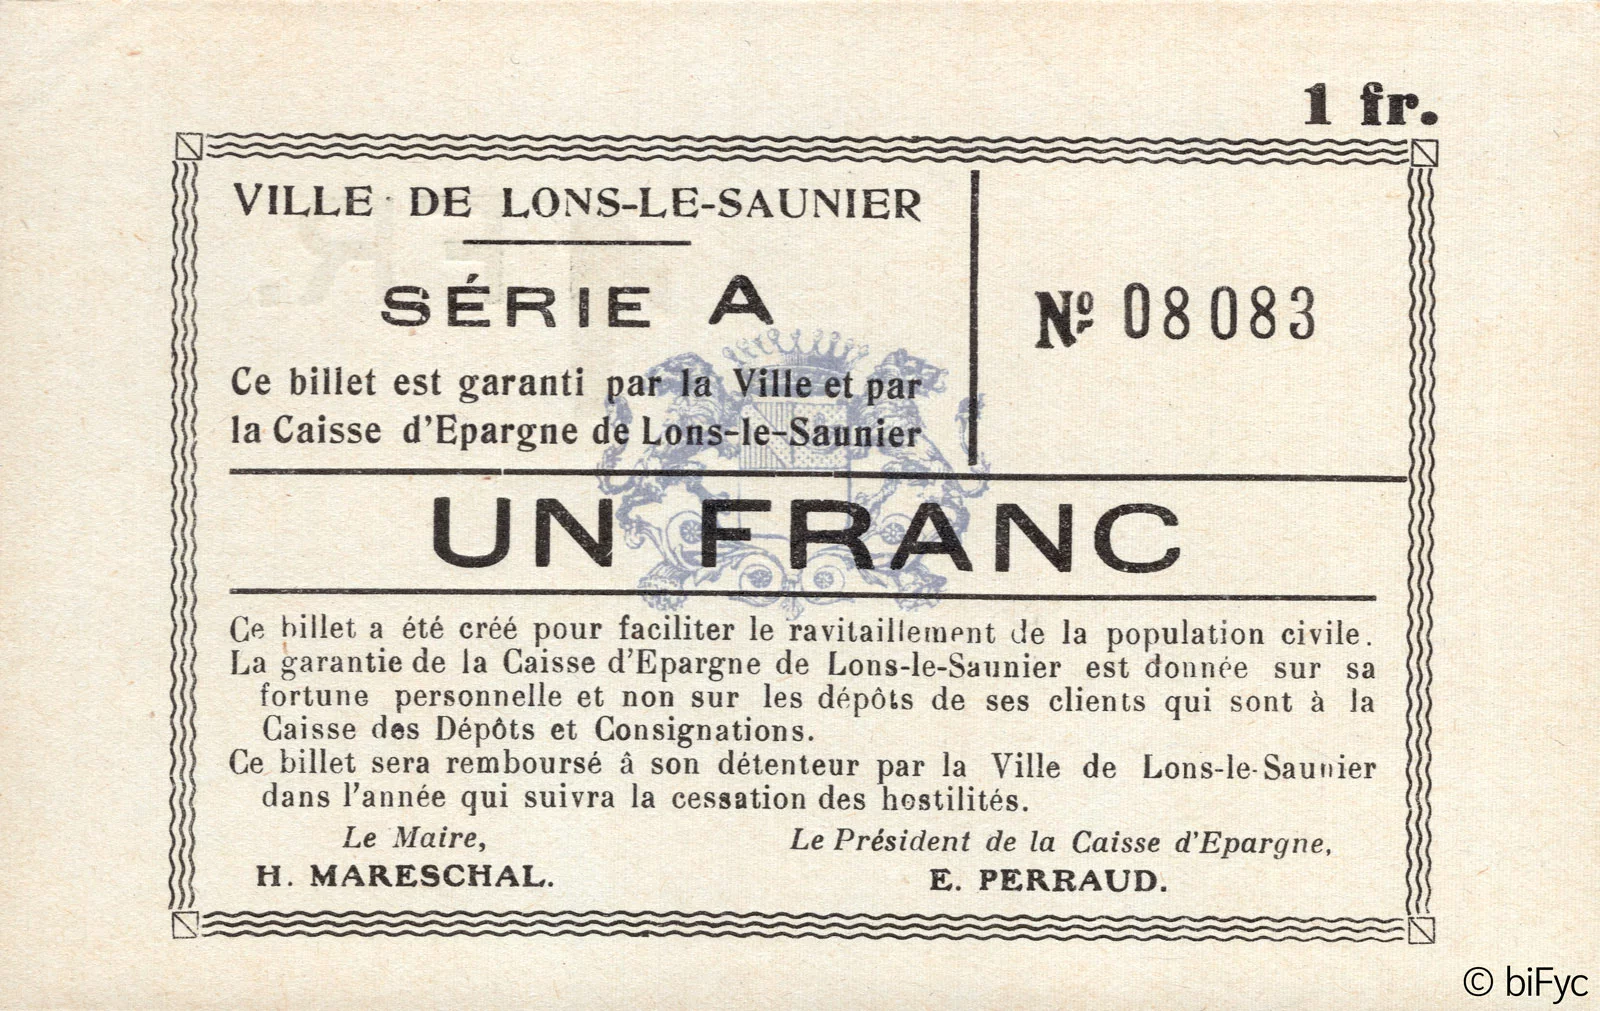 1 fr.
VILLE DE LONS-LE-SAUNIER
SÉRIE A
Nº 08083
Ce billet est garanti par la Ville et par
la Caisse d'Epargne de Lons-le-Saunier
UN FRANC
Ce billet a été créé pour faciliter le ravitaillement de la population civile.
La garantie de la Caisse d'Epargne de Lons-le-Saunier est donnée sur sa
fortune personnelle et non sur les dépôts de ses clients qui sont à la
Caisse des Dépôts et Consignations.
Ce billet sera remboursé â son détenteur par la Ville de Lons-le-Saunier
dans l'année qui suivra la cessation des hostilités.
Le Maire,
H. MARESCHAL.
Le Président de la Caisse d'Epargne,
E. PERRAUD.
© biFyc